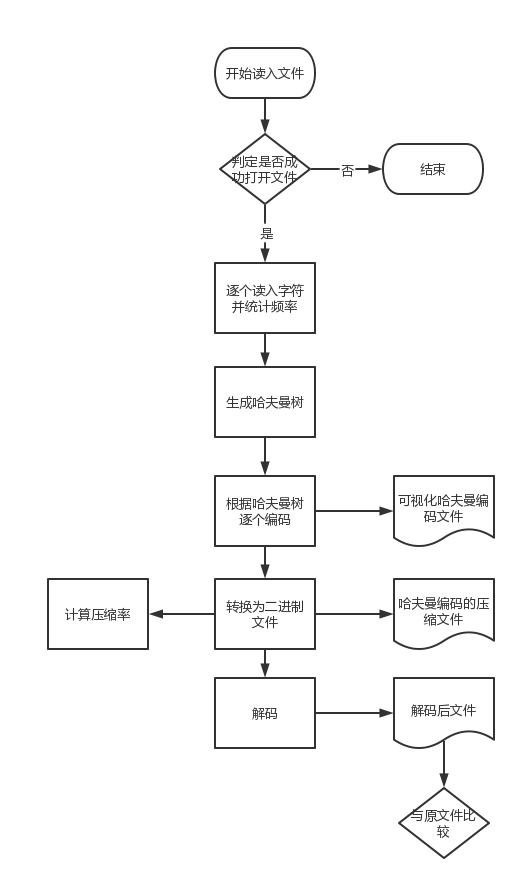 开始读入文件
判定是否成
功打开文件
否
结束
是
逐个读入字符
并统计频率
生成哈夫曼树
根据哈夫曼树
逐个编码
可视化哈夫曼编
码文件
计算压缩率
转换为二进制
文件
哈夫曼编码的压
缩文件
解码
解码后文件
与原文件比
较